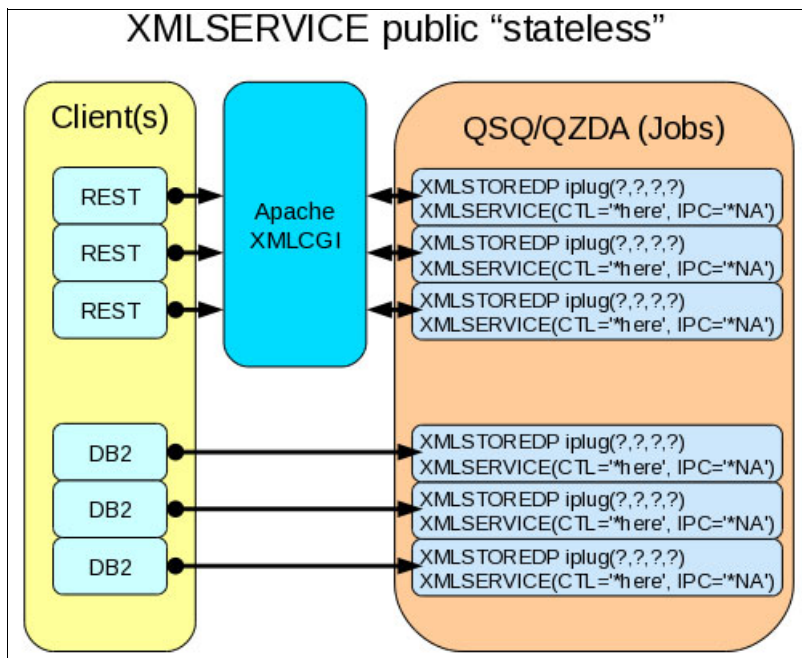 XMLSERVICE public “stateless”
Client(s)
REST
REST
REST
DB2
DB2
DB2
Apache
XMLCGI
QSQ/QZDA (Jobs)
XMLSTOREDP iplug(?,?,?,?)
XMLSERVICE(CTL='*here', IPC='*NA')
XMLSTOREDP iplug(?,?,?,?)
XMLSERVICE(CTL='*here', IPC='*NA')
XMLSTOREDP iplug(?,?,?,?)
XMLSERVICE(CTL='*here', IPC='*NA')
XMLSTOREDP iplug(?,?,?,?)
XMLSERVICE(CTL='*here', IPC='*NA')
XMLSTOREDP iplug(?,?,?,?)
XMLSERVICE(CTL='*here', IPC='*NA')
XMLSTOREDP iplug(?,?,?,?)
XMLSERVICE(CTL='*here', IPC='*NA')